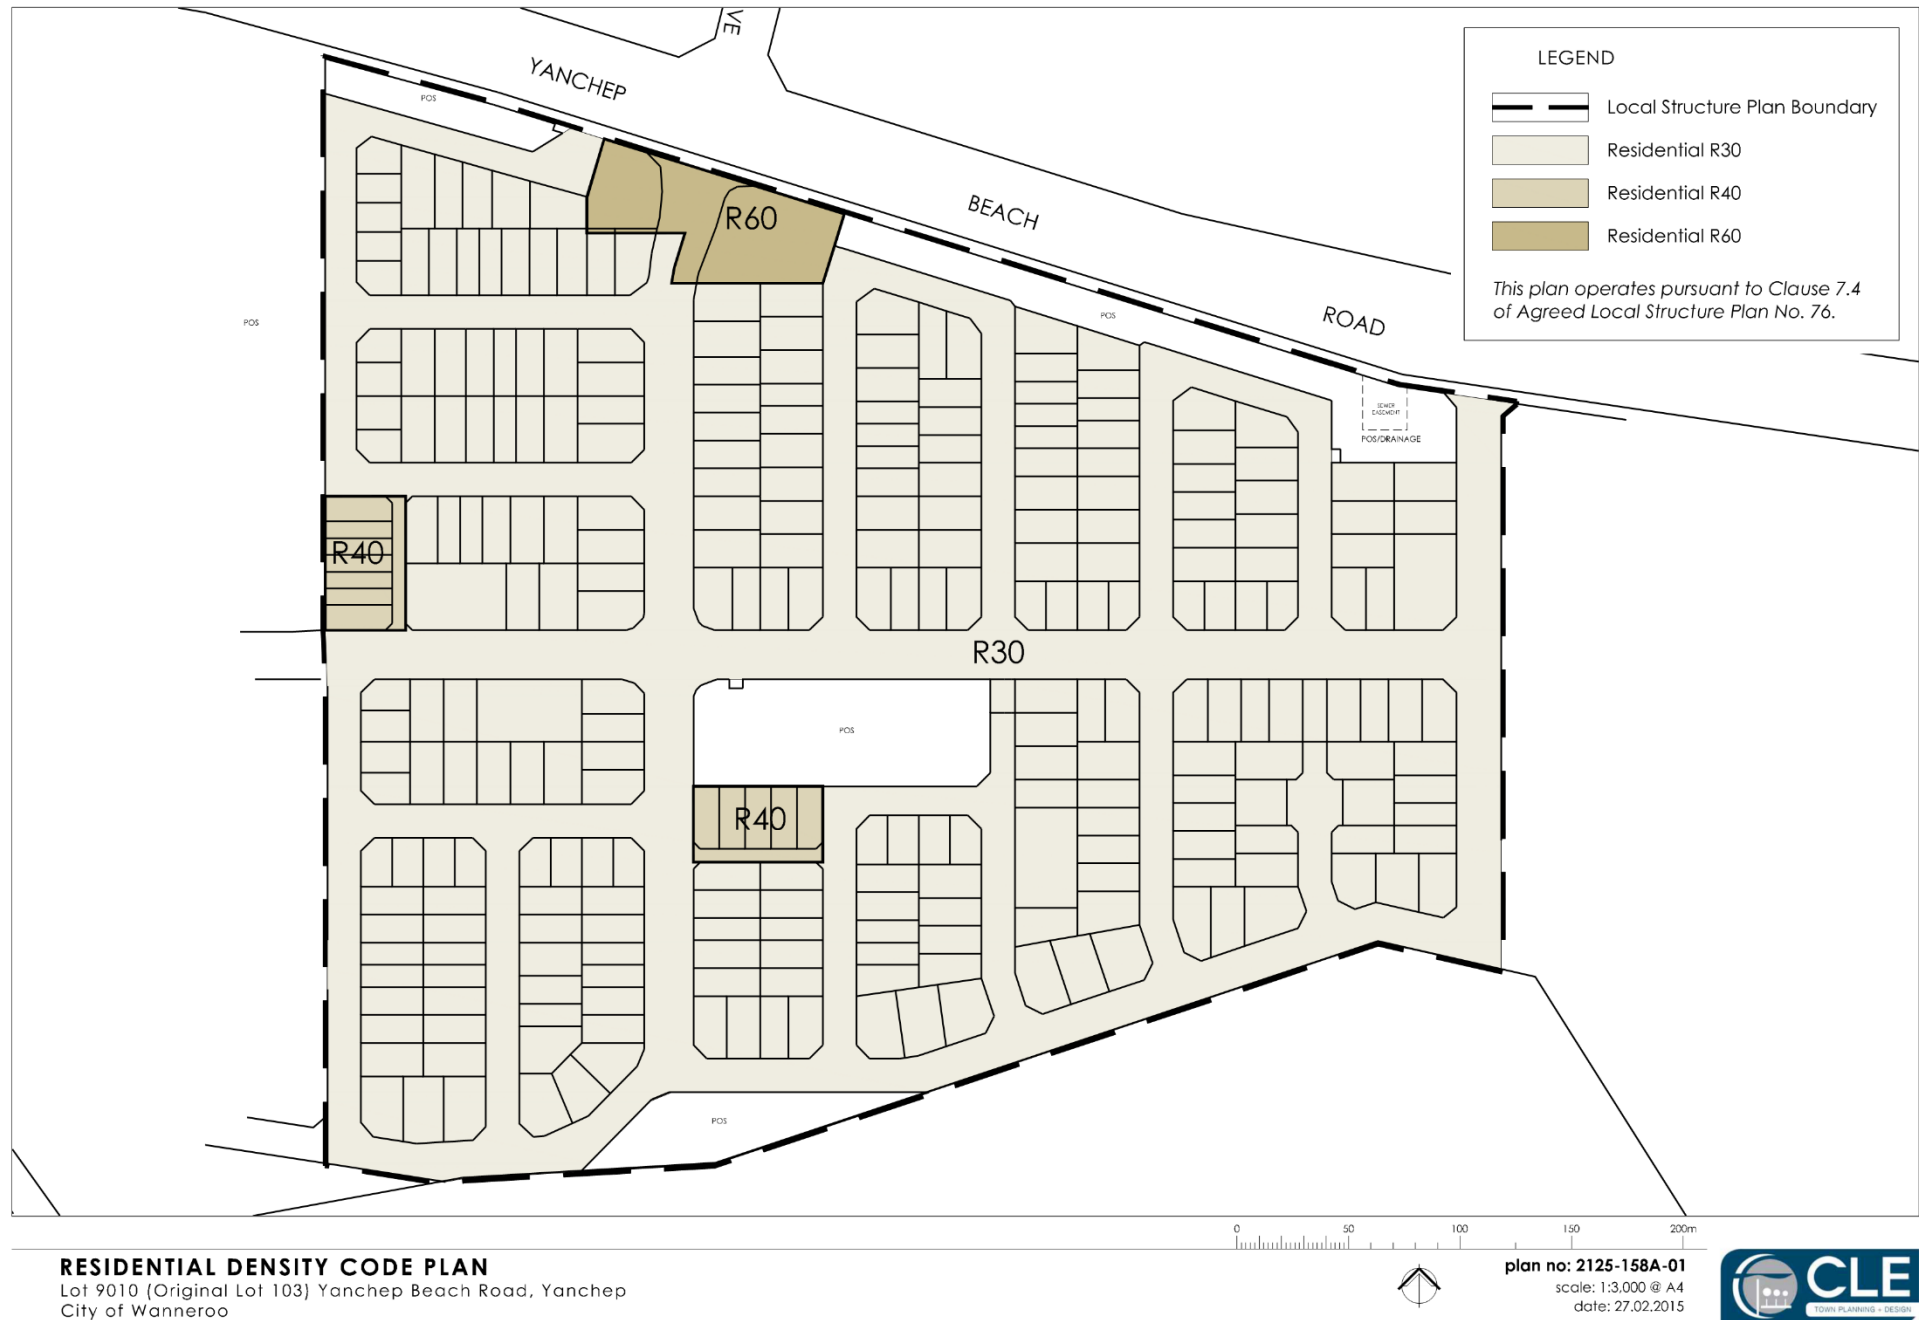 VE
YANCHEP
BEACH
ROAD
LEGEND
Local Structure Plan Boundary
Residential R30
Residential R40
Residential R60
This plan operates pursuant to Clause 7.4
of Agreed Local Structure Plan No. 76.
POS
R60
POS
POS
SEWER
EASEMENT
POS/DRAINAGE
R40
R30
POS
R40
POS
0 50 100 150 200m
RESIDENTIAL DENSITY CODE PLAN
Lot 9010 (Original Lot 103) Yanchep Beach Road, Yanchep
City of Wanneroo
plan no: 2125-158A-01
scale: 1:3,000 @ A4
date: 27.02.2015
CLE
TOWN PLANNING + DESIGN